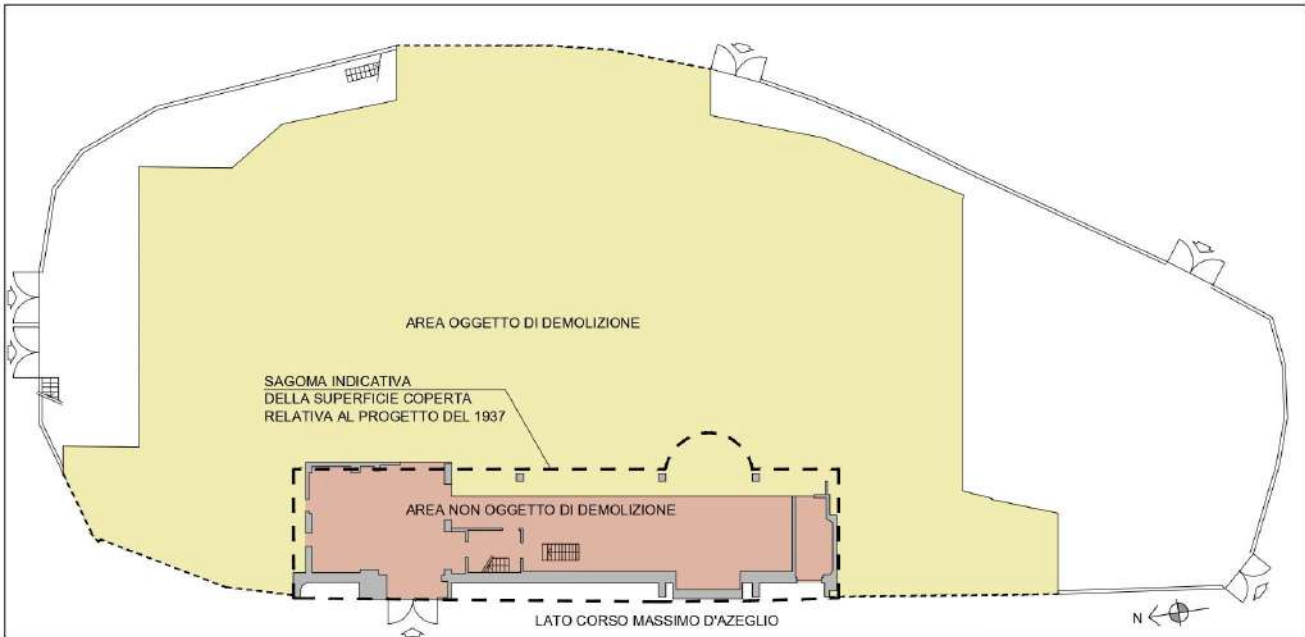 AREA OGGETTO DI DEMOLIZIONE
SAGOMA INDICATIVA
DELLA SUPERFICIE COPERTA
RELATIVA AL PROGETTO DEL 1937
AREA NON OGGETTO DI DEMOLIZIONE
LATO CORSO MASSIMO D'AZEGLIO
N